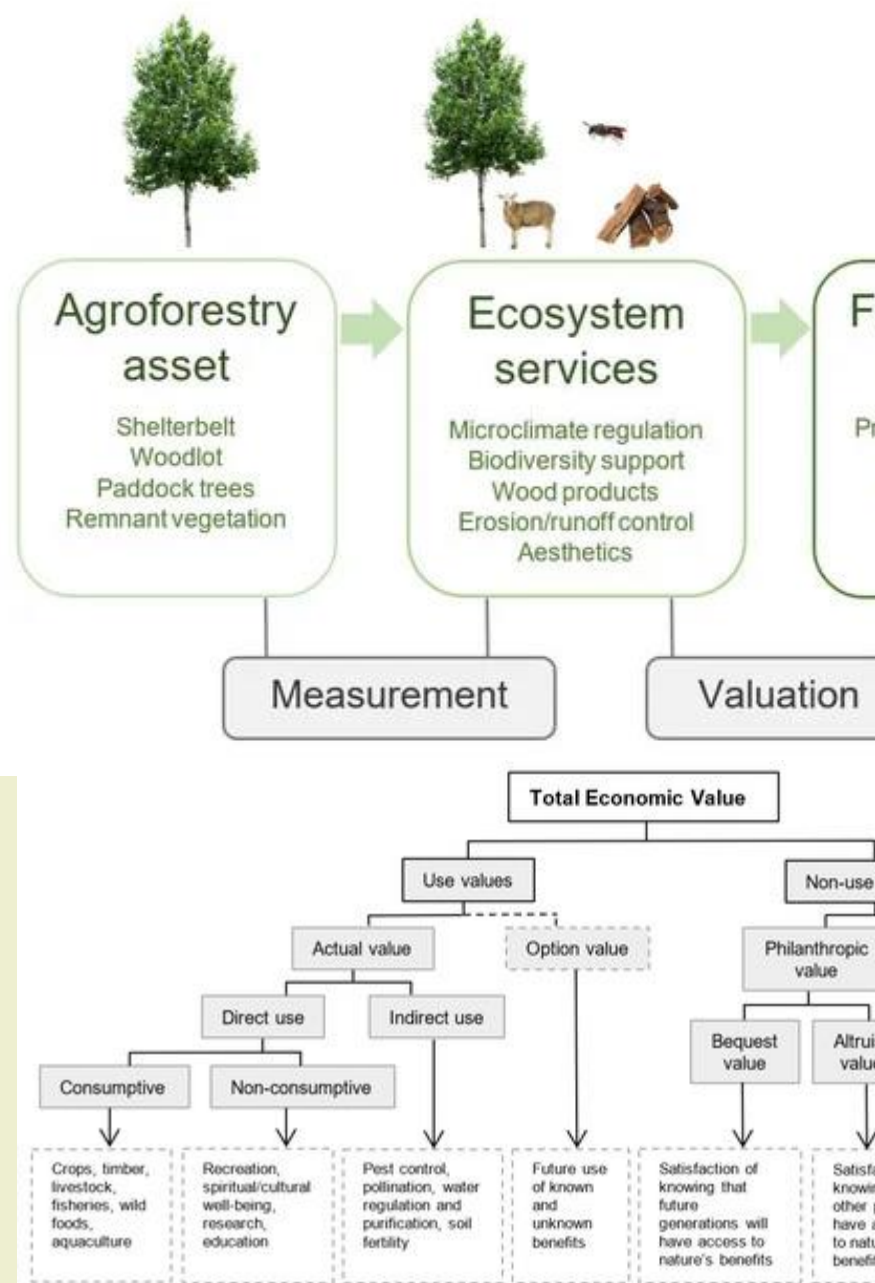 Agroforestry
asset
Shelterbelt
Woodlot
Paddock trees
Remnant vegetation
Ecosystem
services
Microclimate regulation
Biodiversity support
Wood products
Erosion/runoff control
Aesthetics
Measurement
Valuation
Total Economic Value
Use values
Non-use
Actual value
Option value
Philanthropic
value
Direct use
Indirect use
Bequest
value
Consumptive
Non-consumptive
Crops, timber,
livestock,
fisheries, wild
foods,
aquaculture
Recreation,
spiritual/cultural
well-being,
research,
education
Pest control,
pollination, water
regulation and
purification, soil
fertility
Future use
of known
and
unknown
benefits
Satisfaction of
knowing that
future
generations will
have access to
nature's benefits
other
have
to